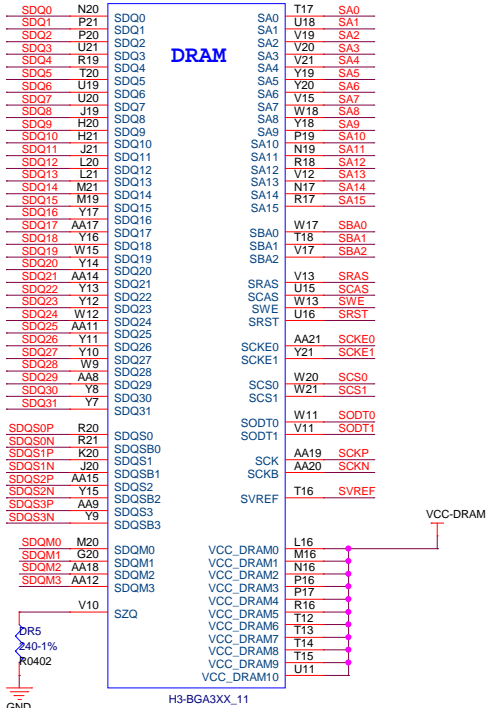 DRAM
SDQ0 N20 SDQ0
SDQ1 P21 SDQ1
SDQ2 P20 SDQ2
SDQ3 U21 SDQ3
SDQ4 R19 SDQ4
SDQ5 T20 SDQ5
SDQ6 U19 SDQ6
SDQ7 U20 SDQ7
SDQ8 J19 SDQ8
SDQ9 H20 SDQ9
SDQ10 H21 SDQ10
SDQ11 J21 SDQ11
SDQ12 L20 SDQ12
SDQ13 L21 SDQ13
SDQ14 M21 SDQ14
SDQ15 M19 SDQ15
SDQ16 Y17 SDQ16
SDQ17 AA17 SDQ17
SDQ18 Y16 SDQ18
SDQ19 W15 SDQ19
SDQ20 Y14 SDQ20
SDQ21 AA14 SDQ21
SDQ22 Y13 SDQ22
SDQ23 Y12 SDQ23
SDQ24 W12 SDQ24
SDQ25 AA11 SDQ25
SDQ26 Y11 SDQ26
SDQ27 Y10 SDQ27
SDQ28 W9 SDQ28
SDQ29 AA8 SDQ29
SDQ30 Y8 SDQ30
SDQ31 Y7 SDQ31
SDQS0P R20 SDQS0
SDQS0N R21 SDQSB0
SDQS1P K20 SDQS1
SDQS1N J20 SDQSB1
SDQS2P AA15 SDQS2
SDQS2N Y15 SDQSB2
SDQS3P AA9 SDQS3
SDQS3N Y9 SDQSB3
SDQM0 M20 SDQM0
SDQM1 G20 SDQM1
SDQM2 AA18 SDQM2
SDQM3 AA12 SDQM3
V10 SZQ
DR5
240-1%
R0402
GND
SA0 T17 SA0
SA1 U18 SA1
SA2 V19 SA2
SA3 V20 SA3
SA4 V21 SA4
SA5 Y19 SA5
SA6 Y20 SA6
SA7 V15 SA7
SA8 W18 SA8
SA9 Y18 SA9
SA10 P19 SA10
SA11 N19 SA11
SA12 R18 SA12
SA13 V12 SA13
SA14 N17 SA14
SA15 R17 SA15
SBA0 W17 SBA0
SBA1 T18 SBA1
SBA2 V17 SBA2
SRAS V13 SRAS
SCAS U15 SCAS
SWE W13 SWE
SRST U16 SRST
SCKE0 AA21 SCKE0
SCKE1 Y21 SCKE1
SCS0 W20 SCS0
SCS1 W21 SCS1
SODT0 W11 SODT0
SODT1 V11 SODT1
SCK AA19 SCKP
SCKB AA20 SCKN
SVREF T16 SVREF
VCC-DRAM
VCC_DRAM0 L16
VCC_DRAM1 M16
VCC_DRAM2 N16
VCC_DRAM3 P16
VCC_DRAM4 P17
VCC_DRAM5 R16
VCC_DRAM6 T12
VCC_DRAM7 T13
VCC_DRAM8 T14
VCC_DRAM9 T15
VCC_DRAM10 U11
H3-BGA3XX_11